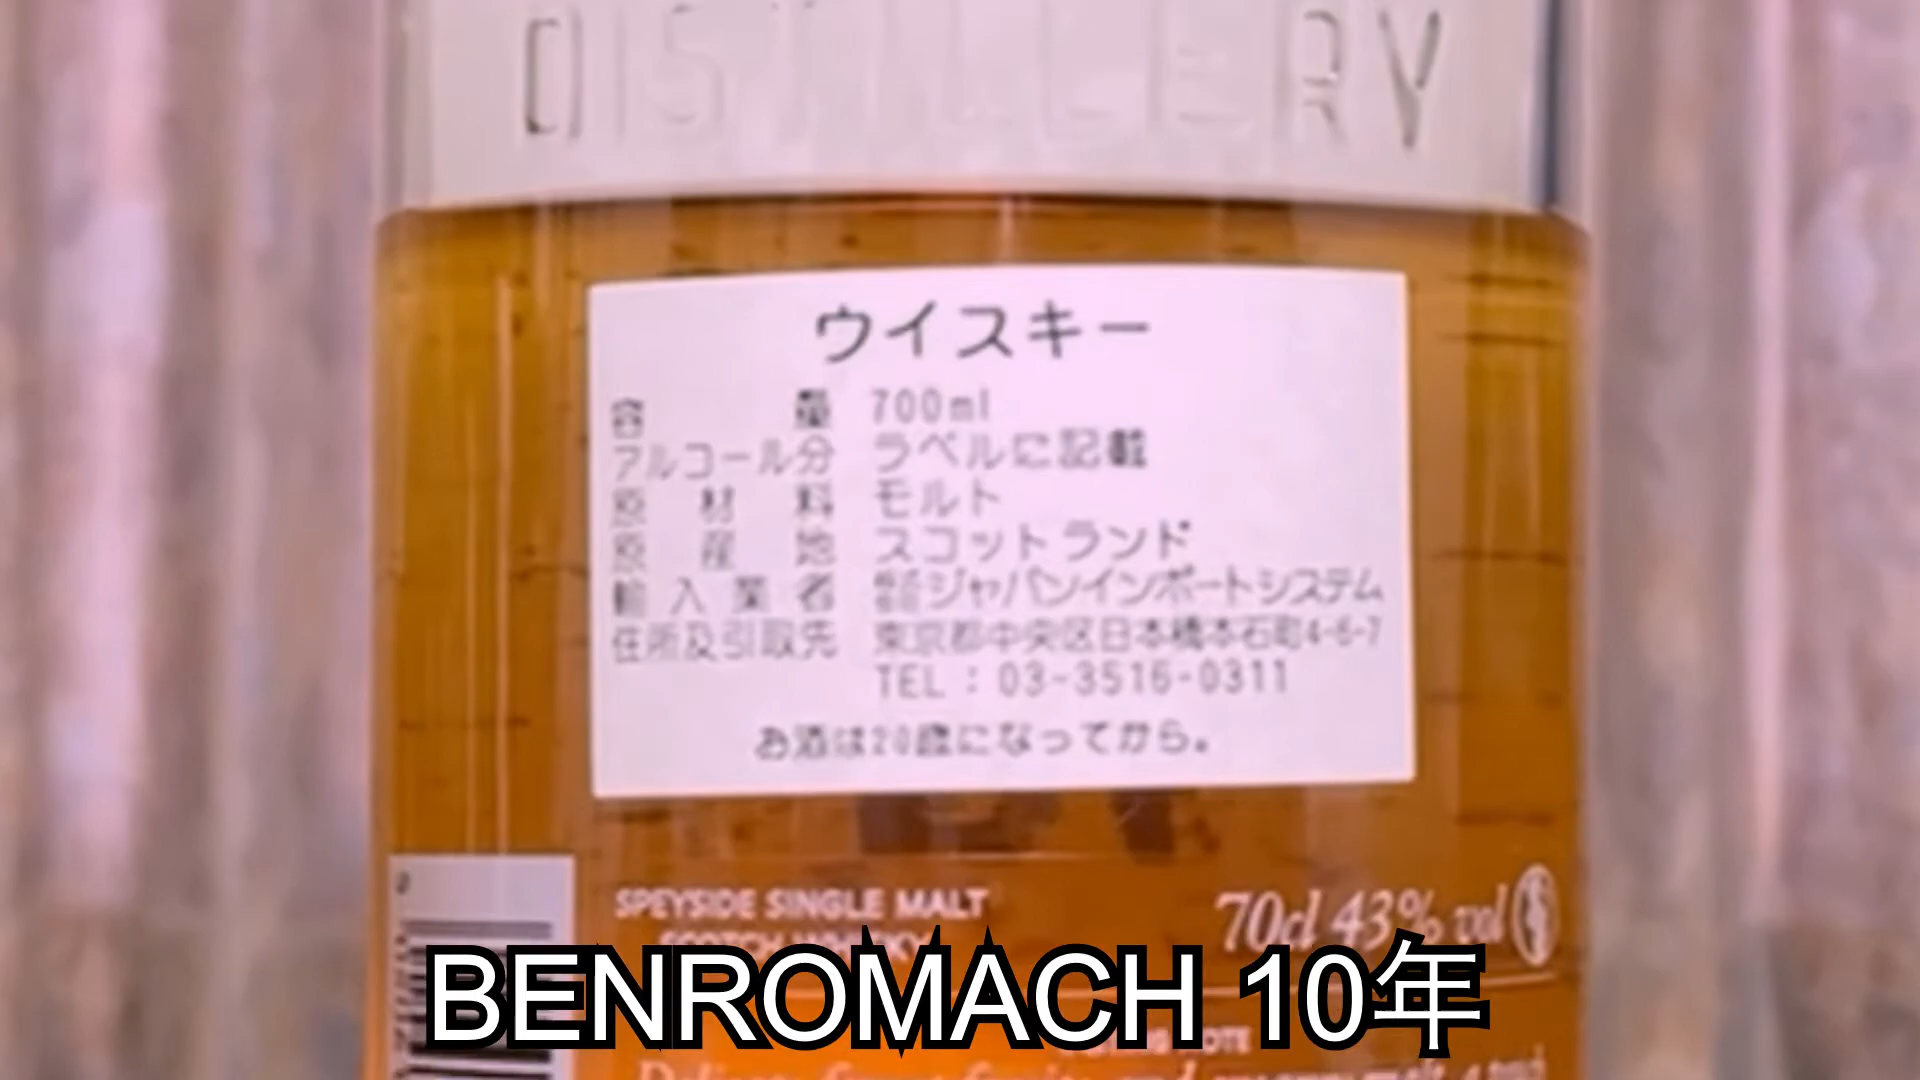 DISTILLERY
ウイスキー
容量 700ml
アルコール分 ラベルに記載
原材料 モルト
原産地 スコットランド
輸入業者 株式会社ジャパンインポートシステム
住所及引取先 東京都中央区日本橋本石町4-6-7
TEL:03-3516-0311
お酒は20歳になってから。
SPEYSIDE SINGLE MALT
SCOTCH WHISKY
70cl 43% vol
BENROMACH 10年